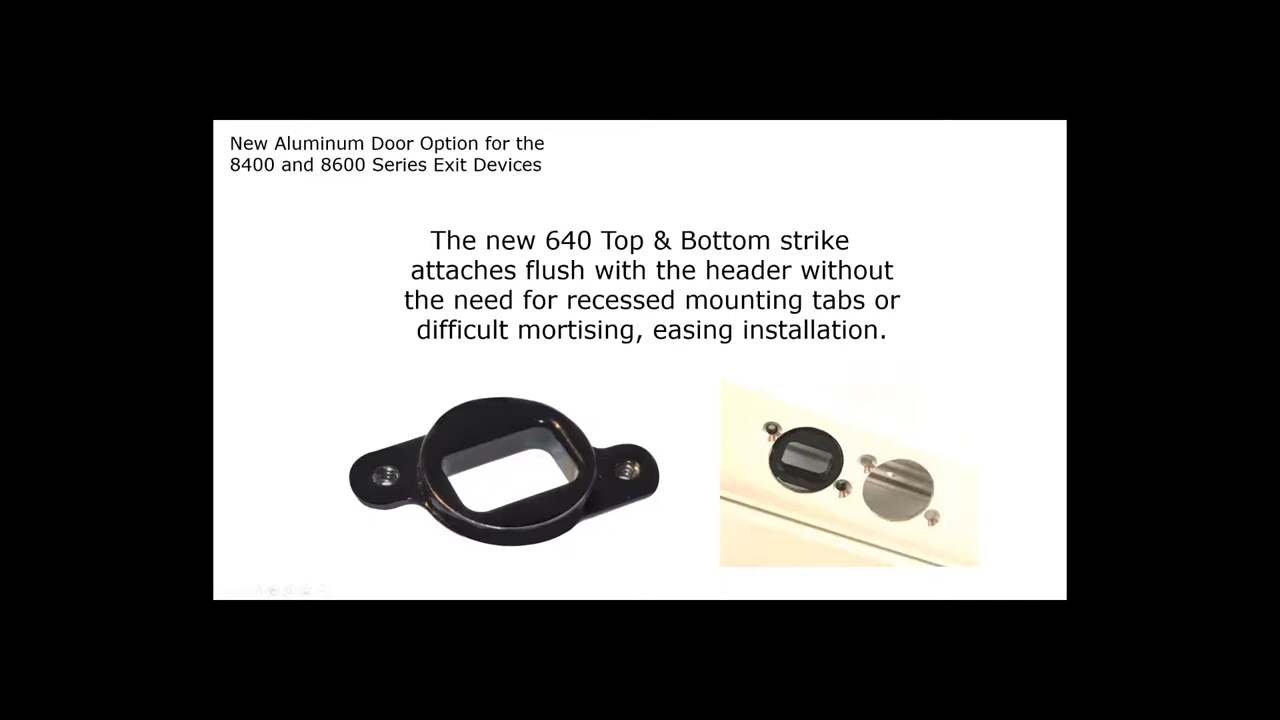 New Aluminum Door Option for the
8400 and 8600 Series Exit Devices
The new 640 Top & Bottom strike
attaches flush with the header without
the need for recessed mounting tabs or
difficult mortising, easing installation.